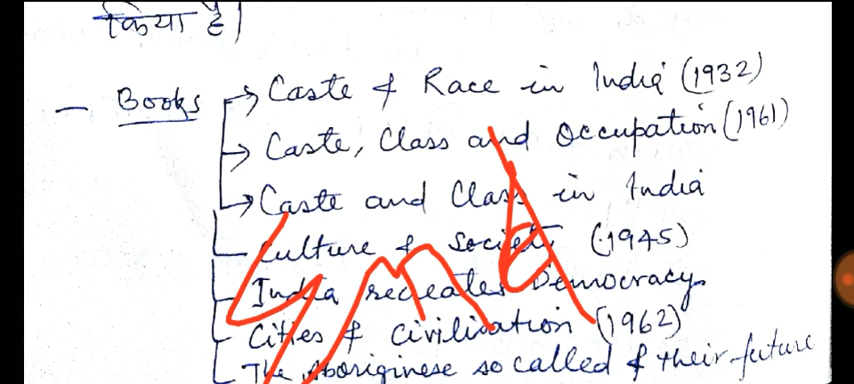 किया है।
— Books → Caste & Race in India (1932)
→ Caste, Class and Occupation (1961)
→ Caste and Class in India
Culture & Society (1945)
India recreates Democracy
Cities & Civilization (1962)
The Aboriginese so called & their future